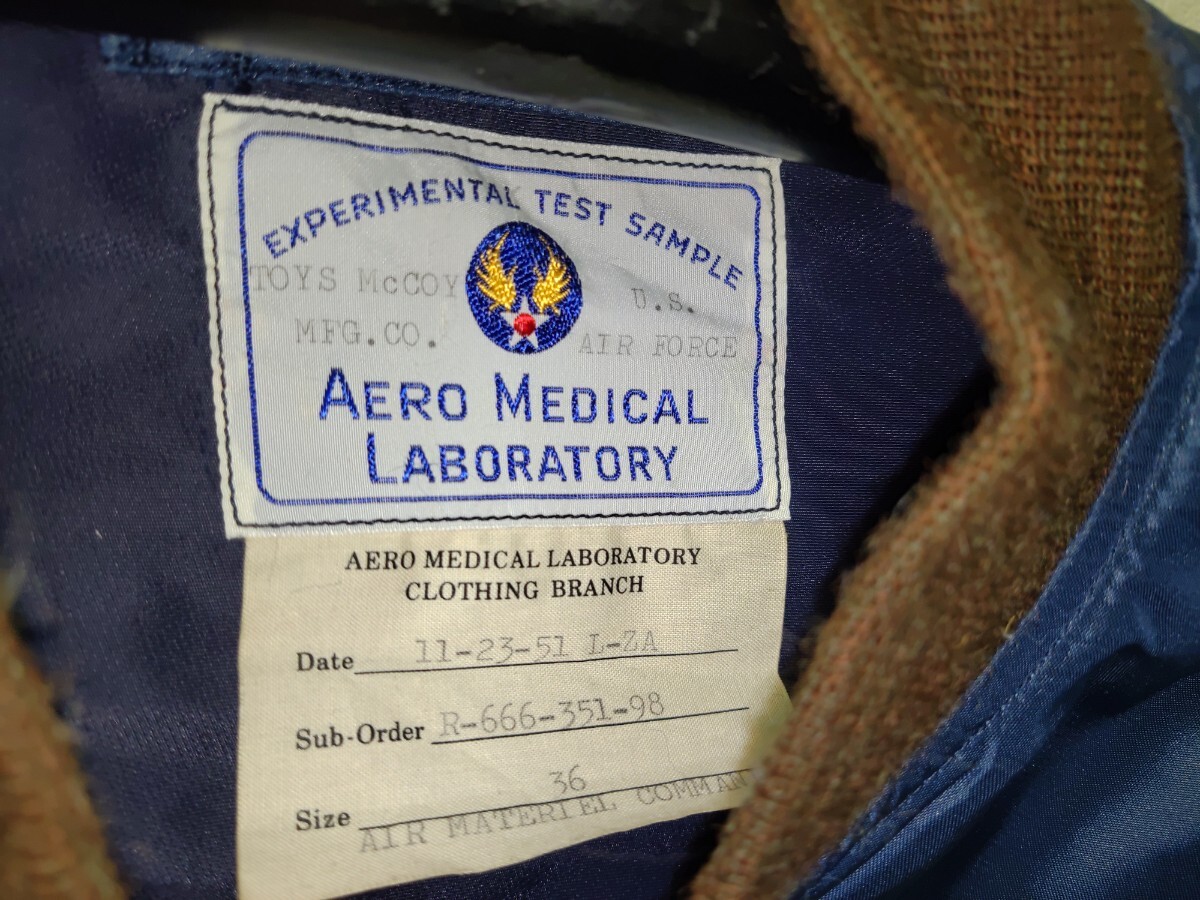 EXPERIMENTAL TEST SAMPLE
TOYS McCOY
MFG.CO.
U.S.
AIR FORCE
AERO MEDICAL
LABORATORY
AERO MEDICAL LABORATORY
CLOTHING BRANCH
Date 11-23-51 L-ZA
Sub-Order R-666-351-98
Size 36
AIR MATERIEL COMMAN